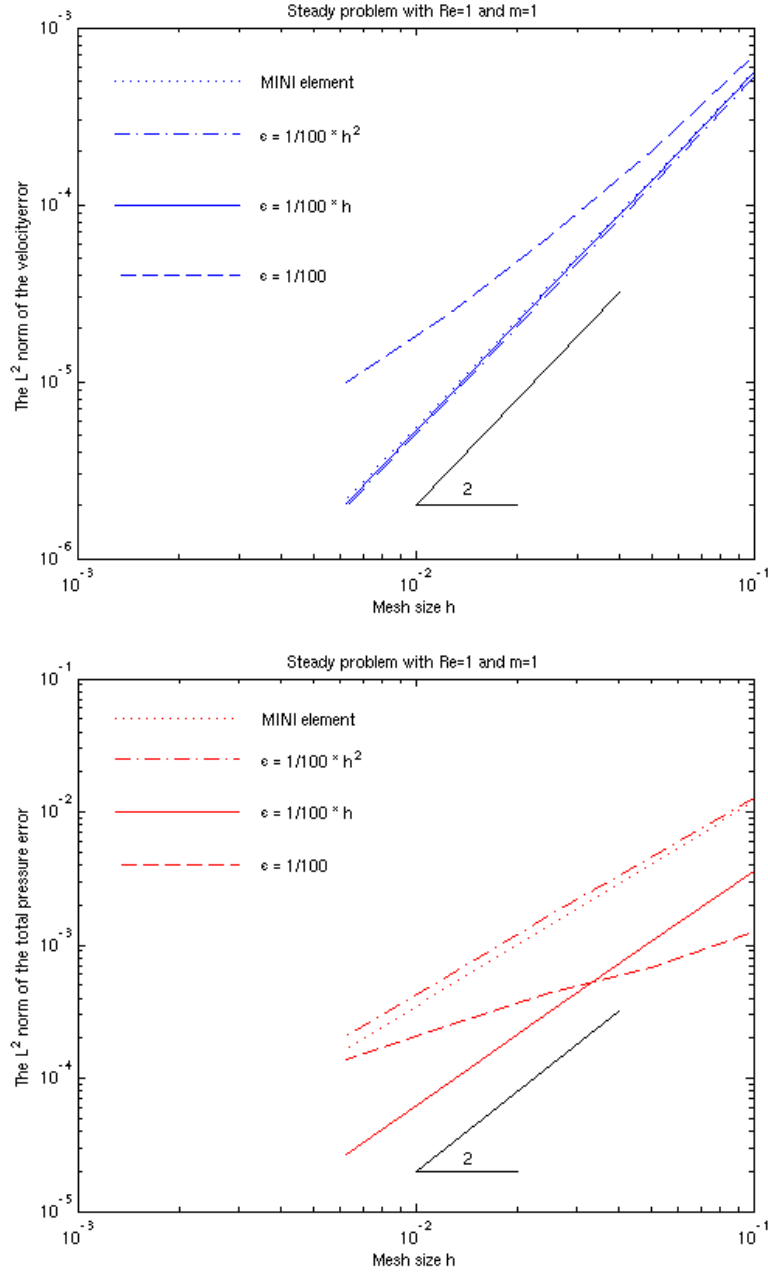 Steady problem with Re=1 and m=1
10⁻³
MINI element
ϵ = 1/100 * h²
10⁻⁴
ϵ = 1/100 * h
ϵ = 1/100
The L² norm of the velocityerror
10⁻⁵
2
10⁻⁶
10⁻³ 10⁻² 10⁻¹
Mesh size h
Steady problem with Re=1 and m=1
10⁻¹
MINI element
ϵ = 1/100 * h²
10⁻²
ϵ = 1/100 * h
ϵ = 1/100
The L² norm of the total pressure error
10⁻³
10⁻⁴
2
10⁻⁵
10⁻³ 10⁻² 10⁻¹
Mesh size h